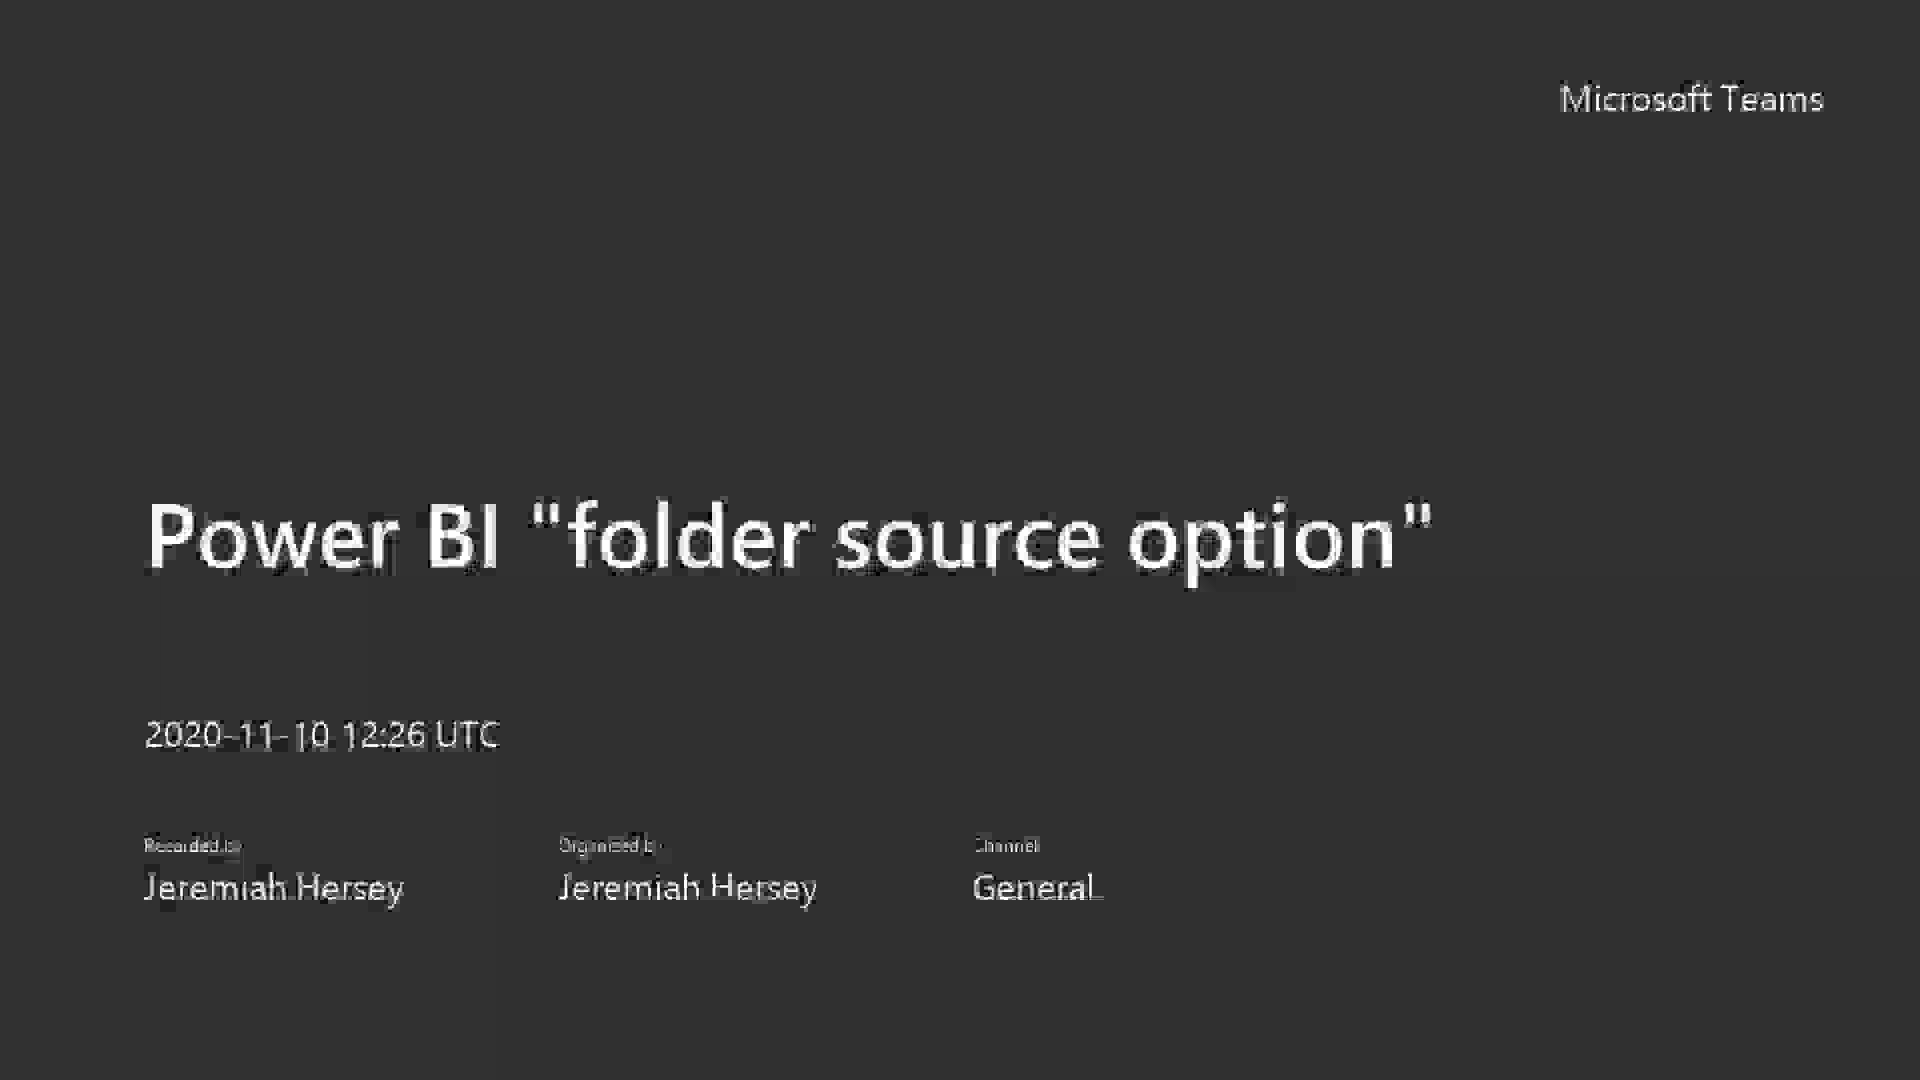 Microsoft Teams
Power BI "folder source option"
2020-11-10 12:26 UTC
Recorded by
Organized by
Channel
Jeremiah Hersey
Jeremiah Hersey
General